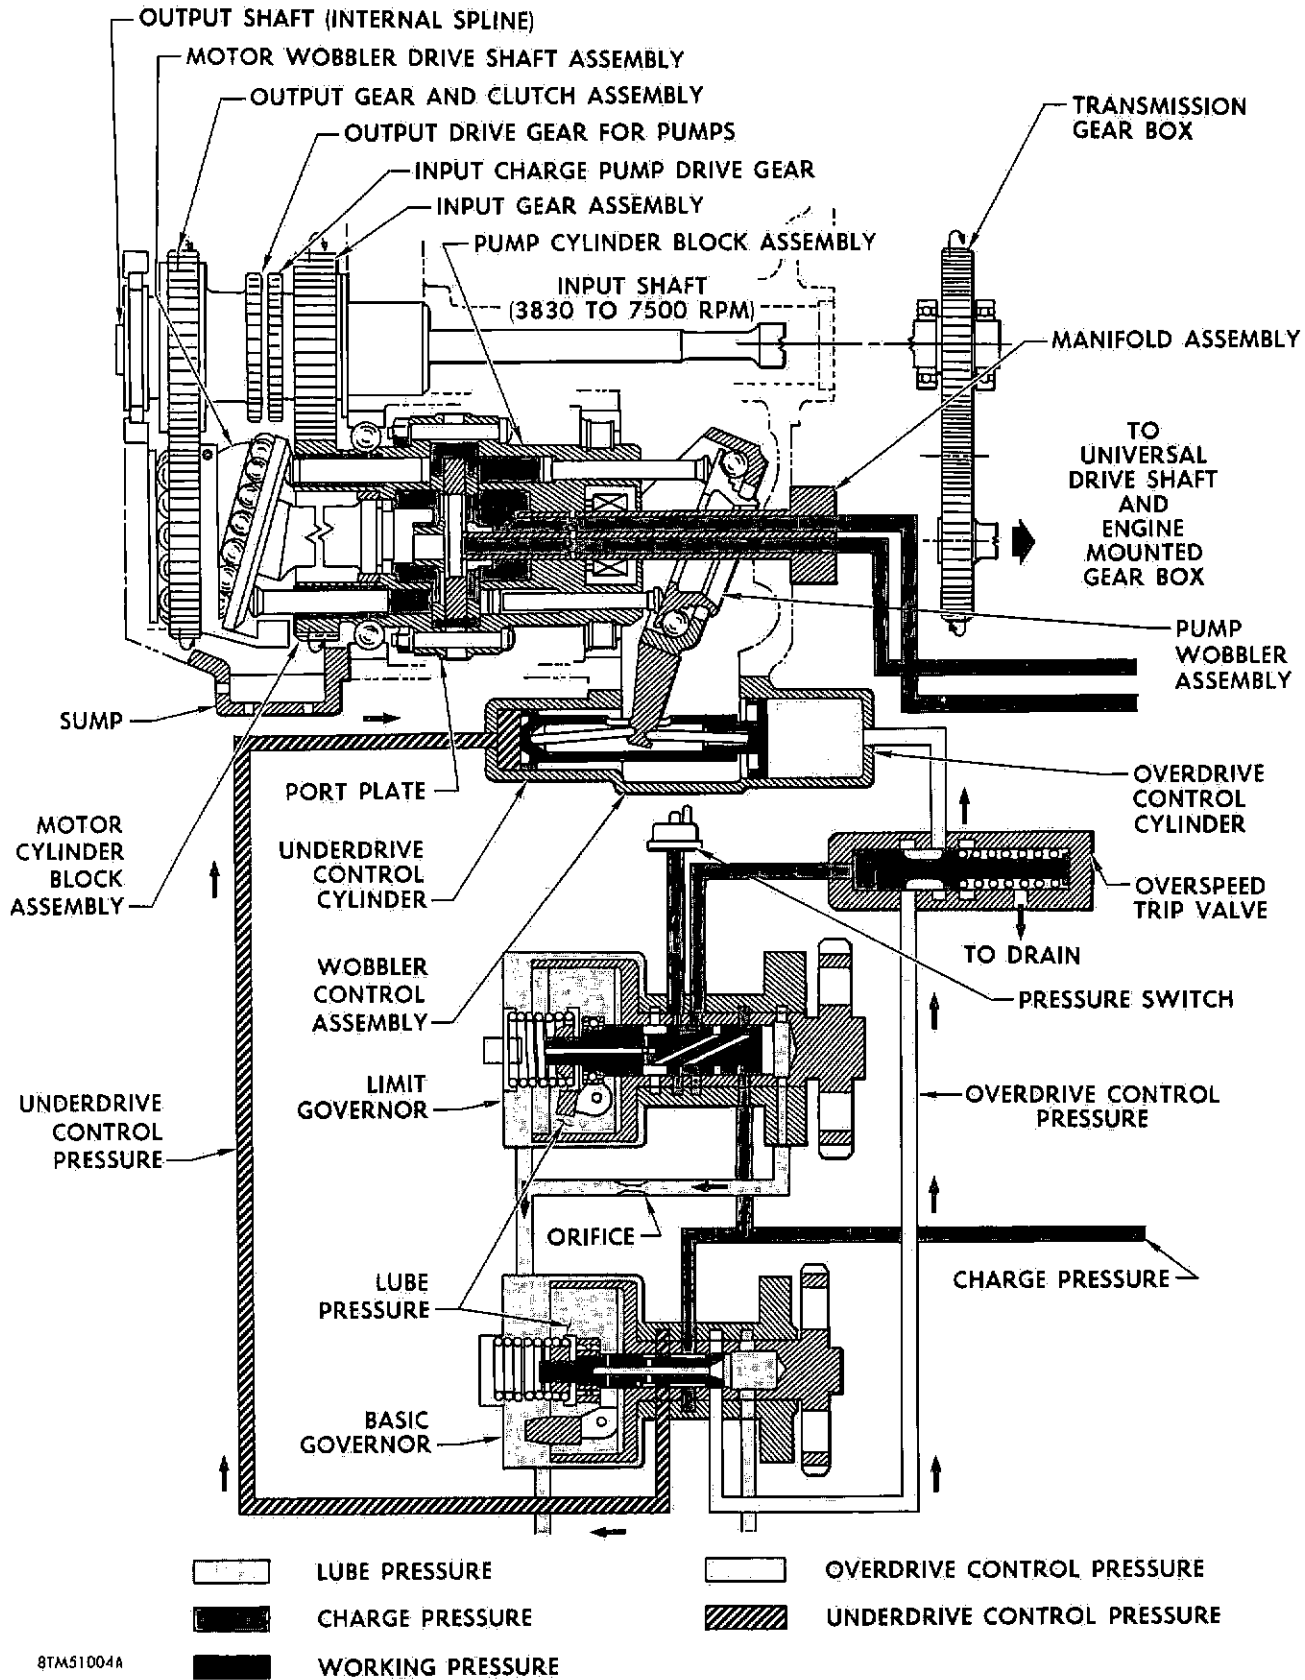 OUTPUT SHAFT (INTERNAL SPLINE)
MOTOR WOBBLER DRIVE SHAFT ASSEMBLY
OUTPUT GEAR AND CLUTCH ASSEMBLY
OUTPUT DRIVE GEAR FOR PUMPS
INPUT CHARGE PUMP DRIVE GEAR
INPUT GEAR ASSEMBLY
PUMP CYLINDER BLOCK ASSEMBLY
INPUT SHAFT
(3830 TO 7500 RPM)
TRANSMISSION
GEAR BOX
MANIFOLD ASSEMBLY
TO
UNIVERSAL
DRIVE SHAFT
AND
ENGINE
MOUNTED
GEAR BOX
PUMP
WOBBLER
ASSEMBLY
SUMP
PORT PLATE
MOTOR
CYLINDER
BLOCK
ASSEMBLY
UNDERDRIVE
CONTROL
CYLINDER
OVERDRIVE
CONTROL
CYLINDER
OVERSPEED
TRIP VALVE
TO DRAIN
WOBBLER
CONTROL
ASSEMBLY
PRESSURE SWITCH
LIMIT
GOVERNOR
UNDERDRIVE
CONTROL
PRESSURE
OVERDRIVE CONTROL
PRESSURE
ORIFICE
LUBE
PRESSURE
CHARGE PRESSURE
BASIC
GOVERNOR
LUBE PRESSURE
OVERDRIVE CONTROL PRESSURE
CHARGE PRESSURE
UNDERDRIVE CONTROL PRESSURE
WORKING PRESSURE
8TM51004A